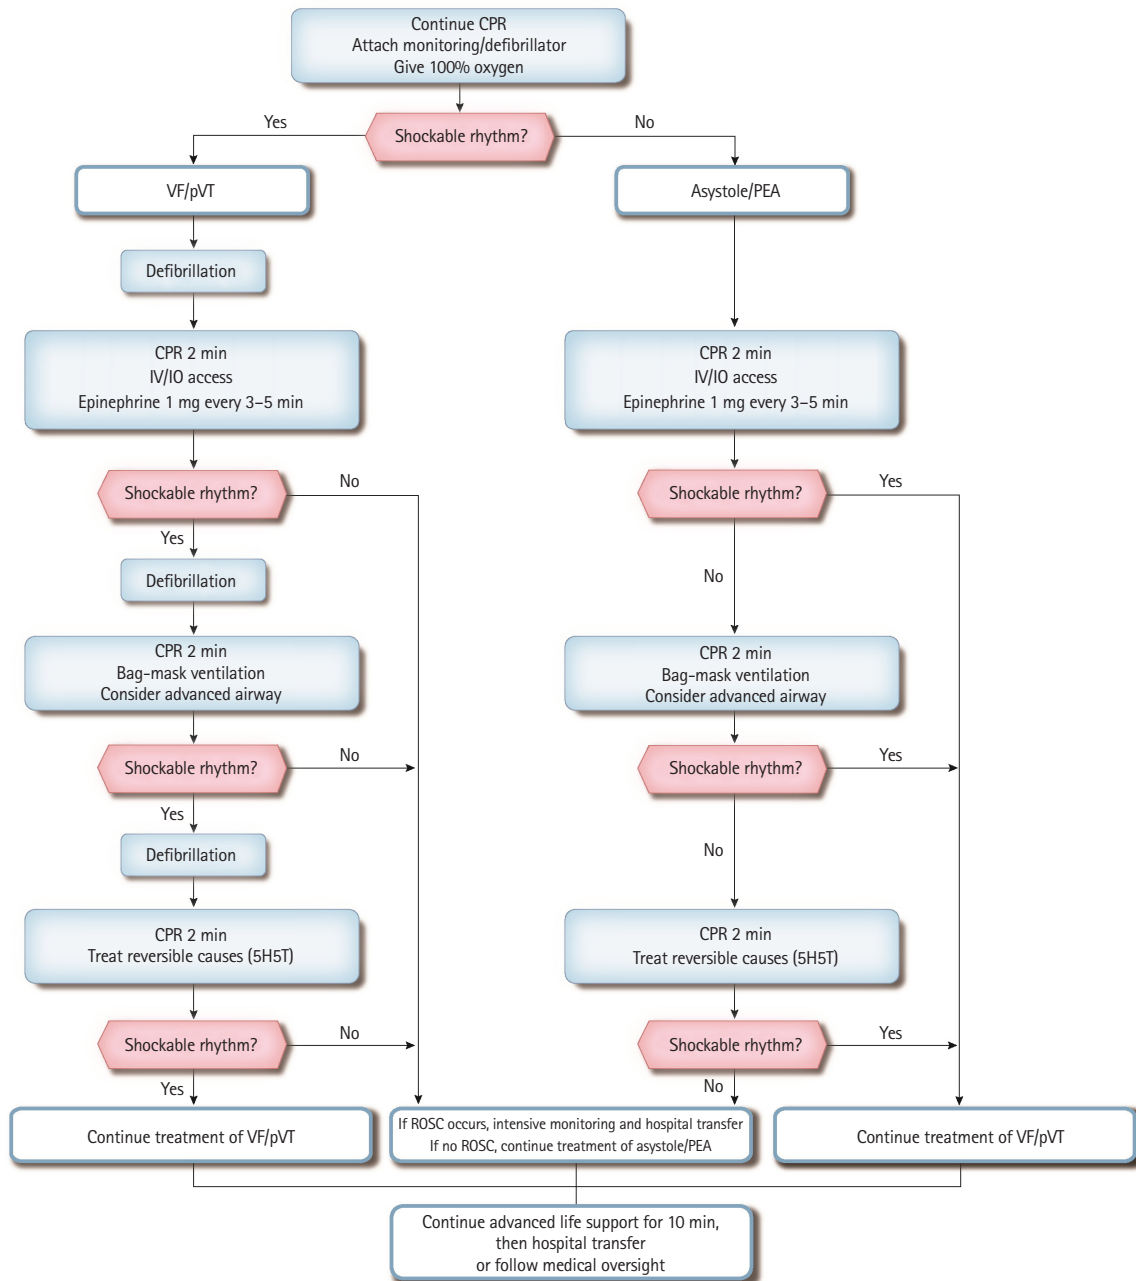 Continue CPR
Attach monitoring/defibrillator
Give 100% oxygen
Shockable rhythm?
Yes
No
VF/pVT
Asystole/PEA
Defibrillation
CPR 2 min
IV/IO access
Epinephrine 1 mg every 3–5 min
CPR 2 min
IV/IO access
Epinephrine 1 mg every 3–5 min
Shockable rhythm?
No
Yes
Shockable rhythm?
Yes
No
Defibrillation
CPR 2 min
Bag-mask ventilation
Consider advanced airway
CPR 2 min
Bag-mask ventilation
Consider advanced airway
Shockable rhythm?
No
Yes
Shockable rhythm?
Yes
No
Defibrillation
CPR 2 min
Treat reversible causes (5H5T)
CPR 2 min
Treat reversible causes (5H5T)
Shockable rhythm?
No
Yes
Shockable rhythm?
Yes
No
Continue treatment of VF/pVT
If ROSC occurs, intensive monitoring and hospital transfer
If no ROSC, continue treatment of asystole/PEA
Continue treatment of VF/pVT
Continue advanced life support for 10 min,
then hospital transfer
or follow medical oversight